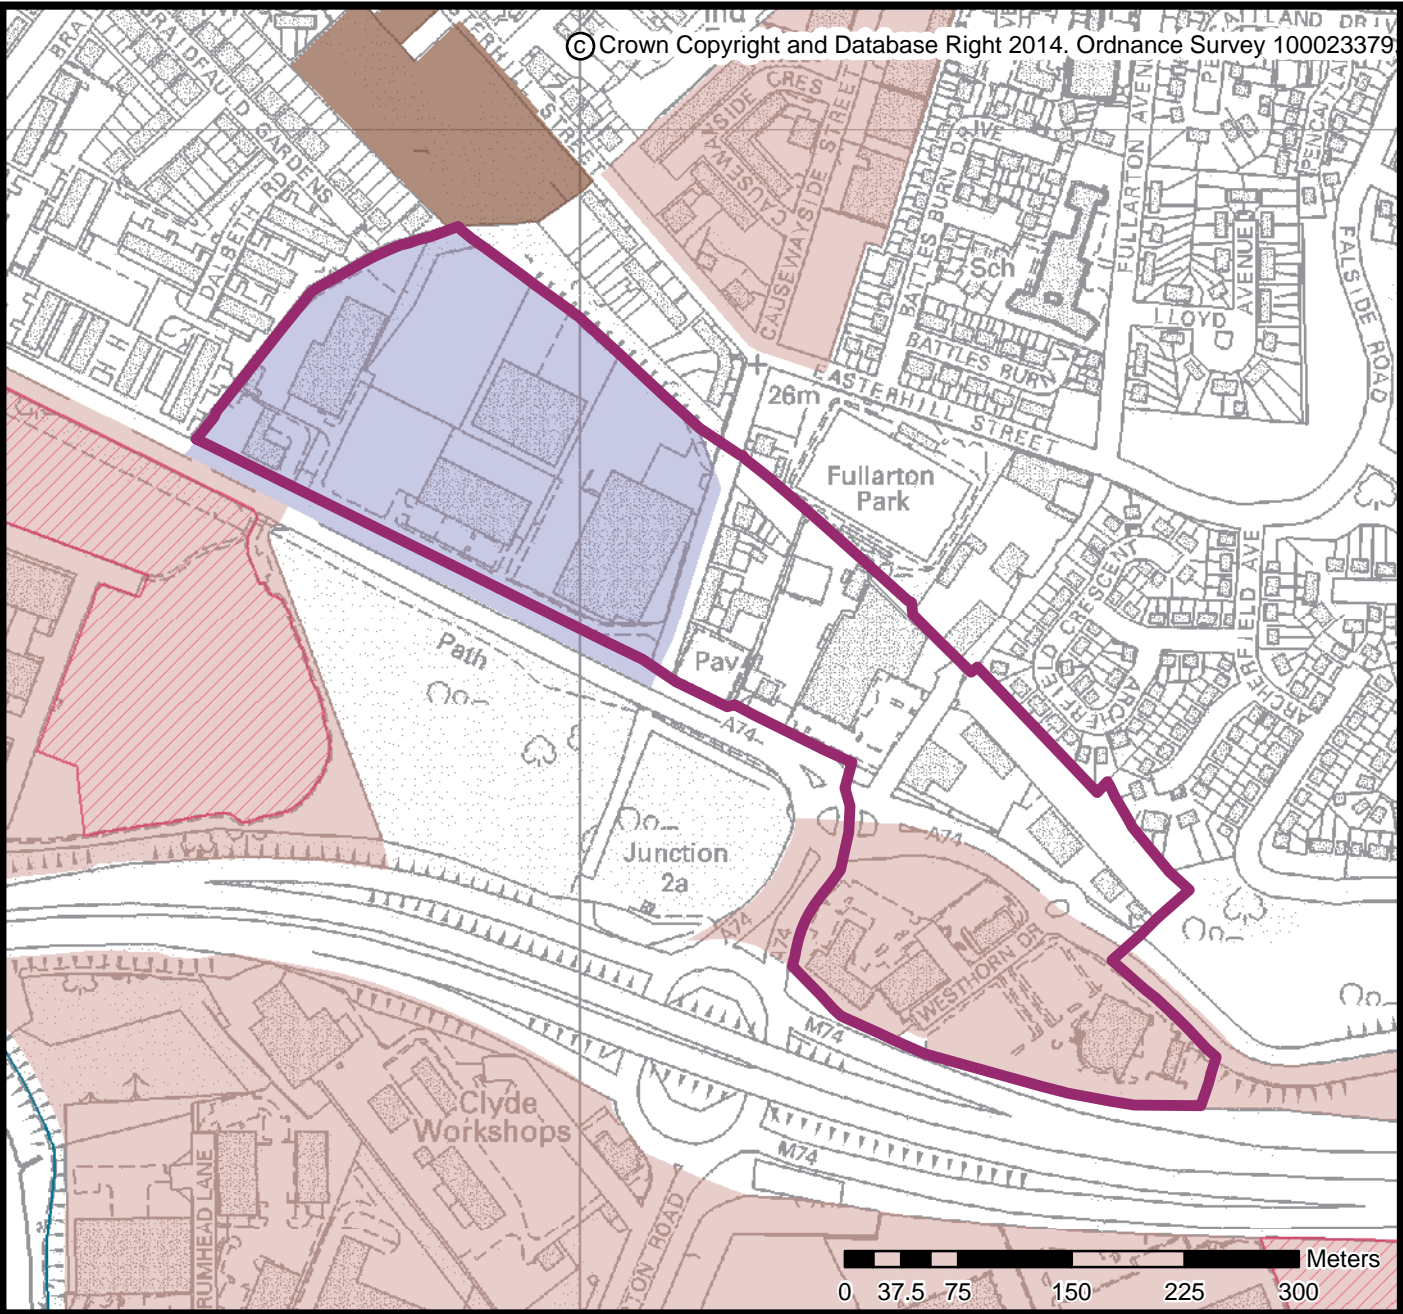 © Crown Copyright and Database Right 2014. Ordnance Survey 100023379.
BRAIDFAULD GARDENS
DALBETH
CAUSEWAYSIDE CRES
CAUSEWAYSIDE STREET
BATTLES BURN DRIVE
FULLARTON AVENUE
Sch
LLOYD
AVENUE
FALSIDE ROAD
BATTLES BURN
26m
EASTERHILL STREET
Fullarton
Park
ARCHERFIELD CRESCENT
ARCHERFIELD AVE
Path
Pav
A74
Junction
2a
A74
A74
A74
WESTHORN DR
M74
Clyde
Workshops
M74
RUMHEAD LANE
TON ROAD
Meters
0 37.5 75 150 225 300